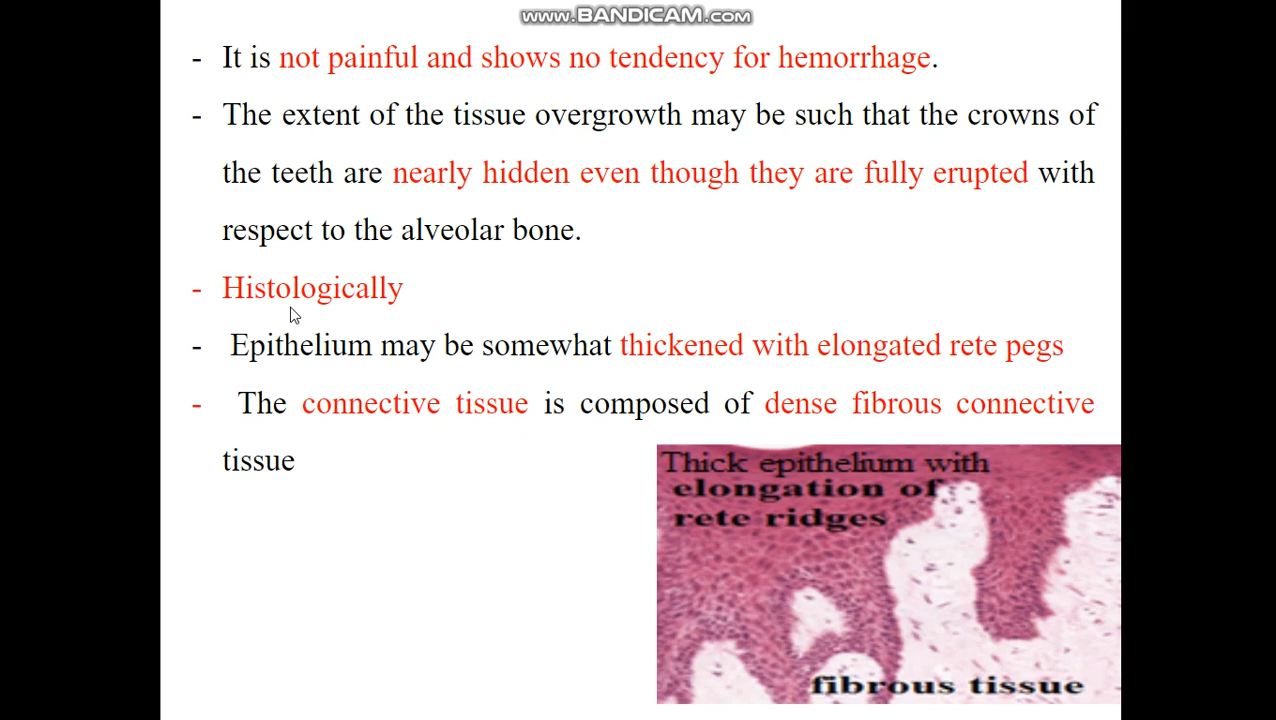 www.BANDICAM.com
- It is not painful and shows no tendency for hemorrhage.
- The extent of the tissue overgrowth may be such that the crowns of
the teeth are nearly hidden even though they are fully erupted with
respect to the alveolar bone.
- Histologically
- Epithelium may be somewhat thickened with elongated rete pegs
- The connective tissue is composed of dense fibrous connective
tissue
Thick epithelium with
elongation of
rete ridges
fibrous tissue